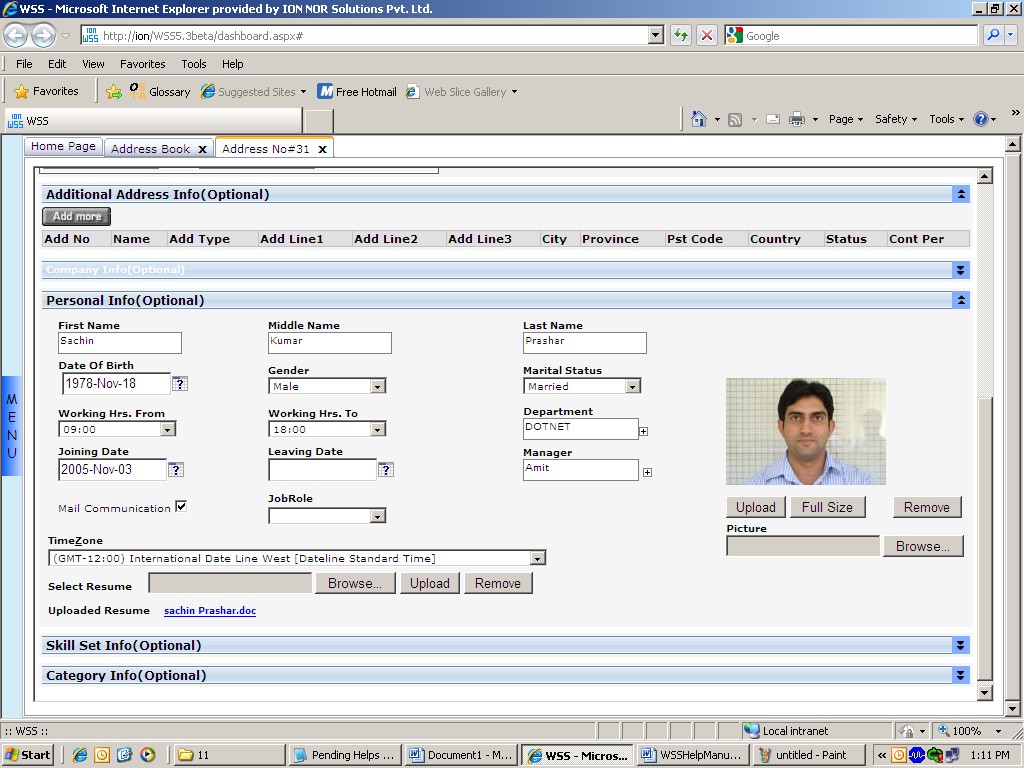 WSS - Microsoft Internet Explorer provided by ION NOR Solutions Pvt. Ltd.
ion WSS http://ion/WSS5.3beta/dashboard.aspx# Google
File Edit View Favorites Tools Help
Favorites Glossary Suggested Sites Free Hotmail Web Slice Gallery
ion WSS WSS Page Safety Tools »
Home Page Address Book X Address No#31 X
Additional Address Info(Optional)
Add more
Add No Name Add Type Add Line1 Add Line2 Add Line3 City Province Pst Code Country Status Cont Per
Company Info(Optional)
Personal Info(Optional)
First Name Middle Name Last Name
Sachin Kumar Prashar
Date Of Birth Gender Marital Status
1978-Nov-18 ? Male Married
MENU
Working Hrs. From Working Hrs. To Department
09:00 18:00 DOTNET
Joining Date Leaving Date Manager
2005-Nov-03 ? ? Amit
Mail Communication JobRole
Upload Full Size Remove
Picture
Browse...
TimeZone
(GMT-12:00) International Date Line West [Dateline Standard Time]
Select Resume Browse... Upload Remove
Uploaded Resume sachin Prashar.doc
Skill Set Info(Optional)
Category Info(Optional)
:: WSS :: Local intranet 100%
Start 11 Pending Helps ... Document1 - M... WSS - Micros... WSSHelpManu... untitled - Paint « 1:11 PM